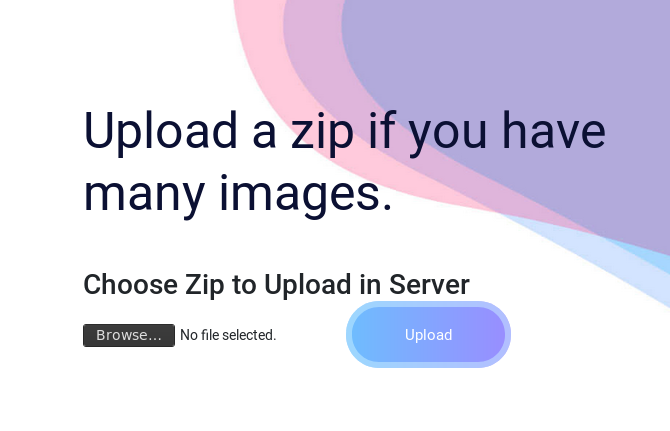 Upload a zip if you have
many images.
Choose Zip to Upload in Server
Browse... No file selected.
Upload